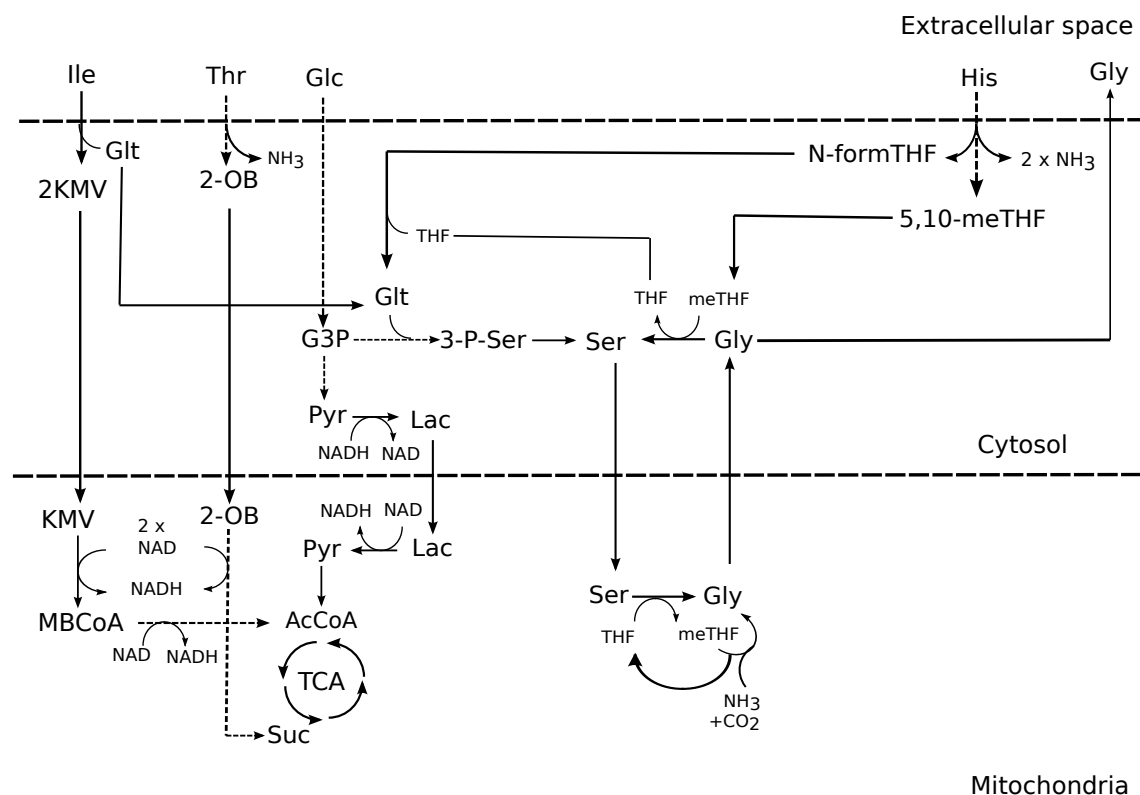 Extracellular space
Ile
Thr
Glc
His
Gly
Glt
NH3
N-formTHF
2 x NH3
2KMV
2-OB
5,10-meTHF
THF
Glt
THF
meTHF
G3P
3-P-Ser
Ser
Gly
Pyr
Lac
NADH
NAD
Cytosol
KMV
2 x
NAD
2-OB
NADH
NAD
Pyr
Lac
NADH
Ser
Gly
MBCoA
AcCoA
THF
meTHF
NAD
NADH
TCA
NH3
+CO2
Suc
Mitochondria